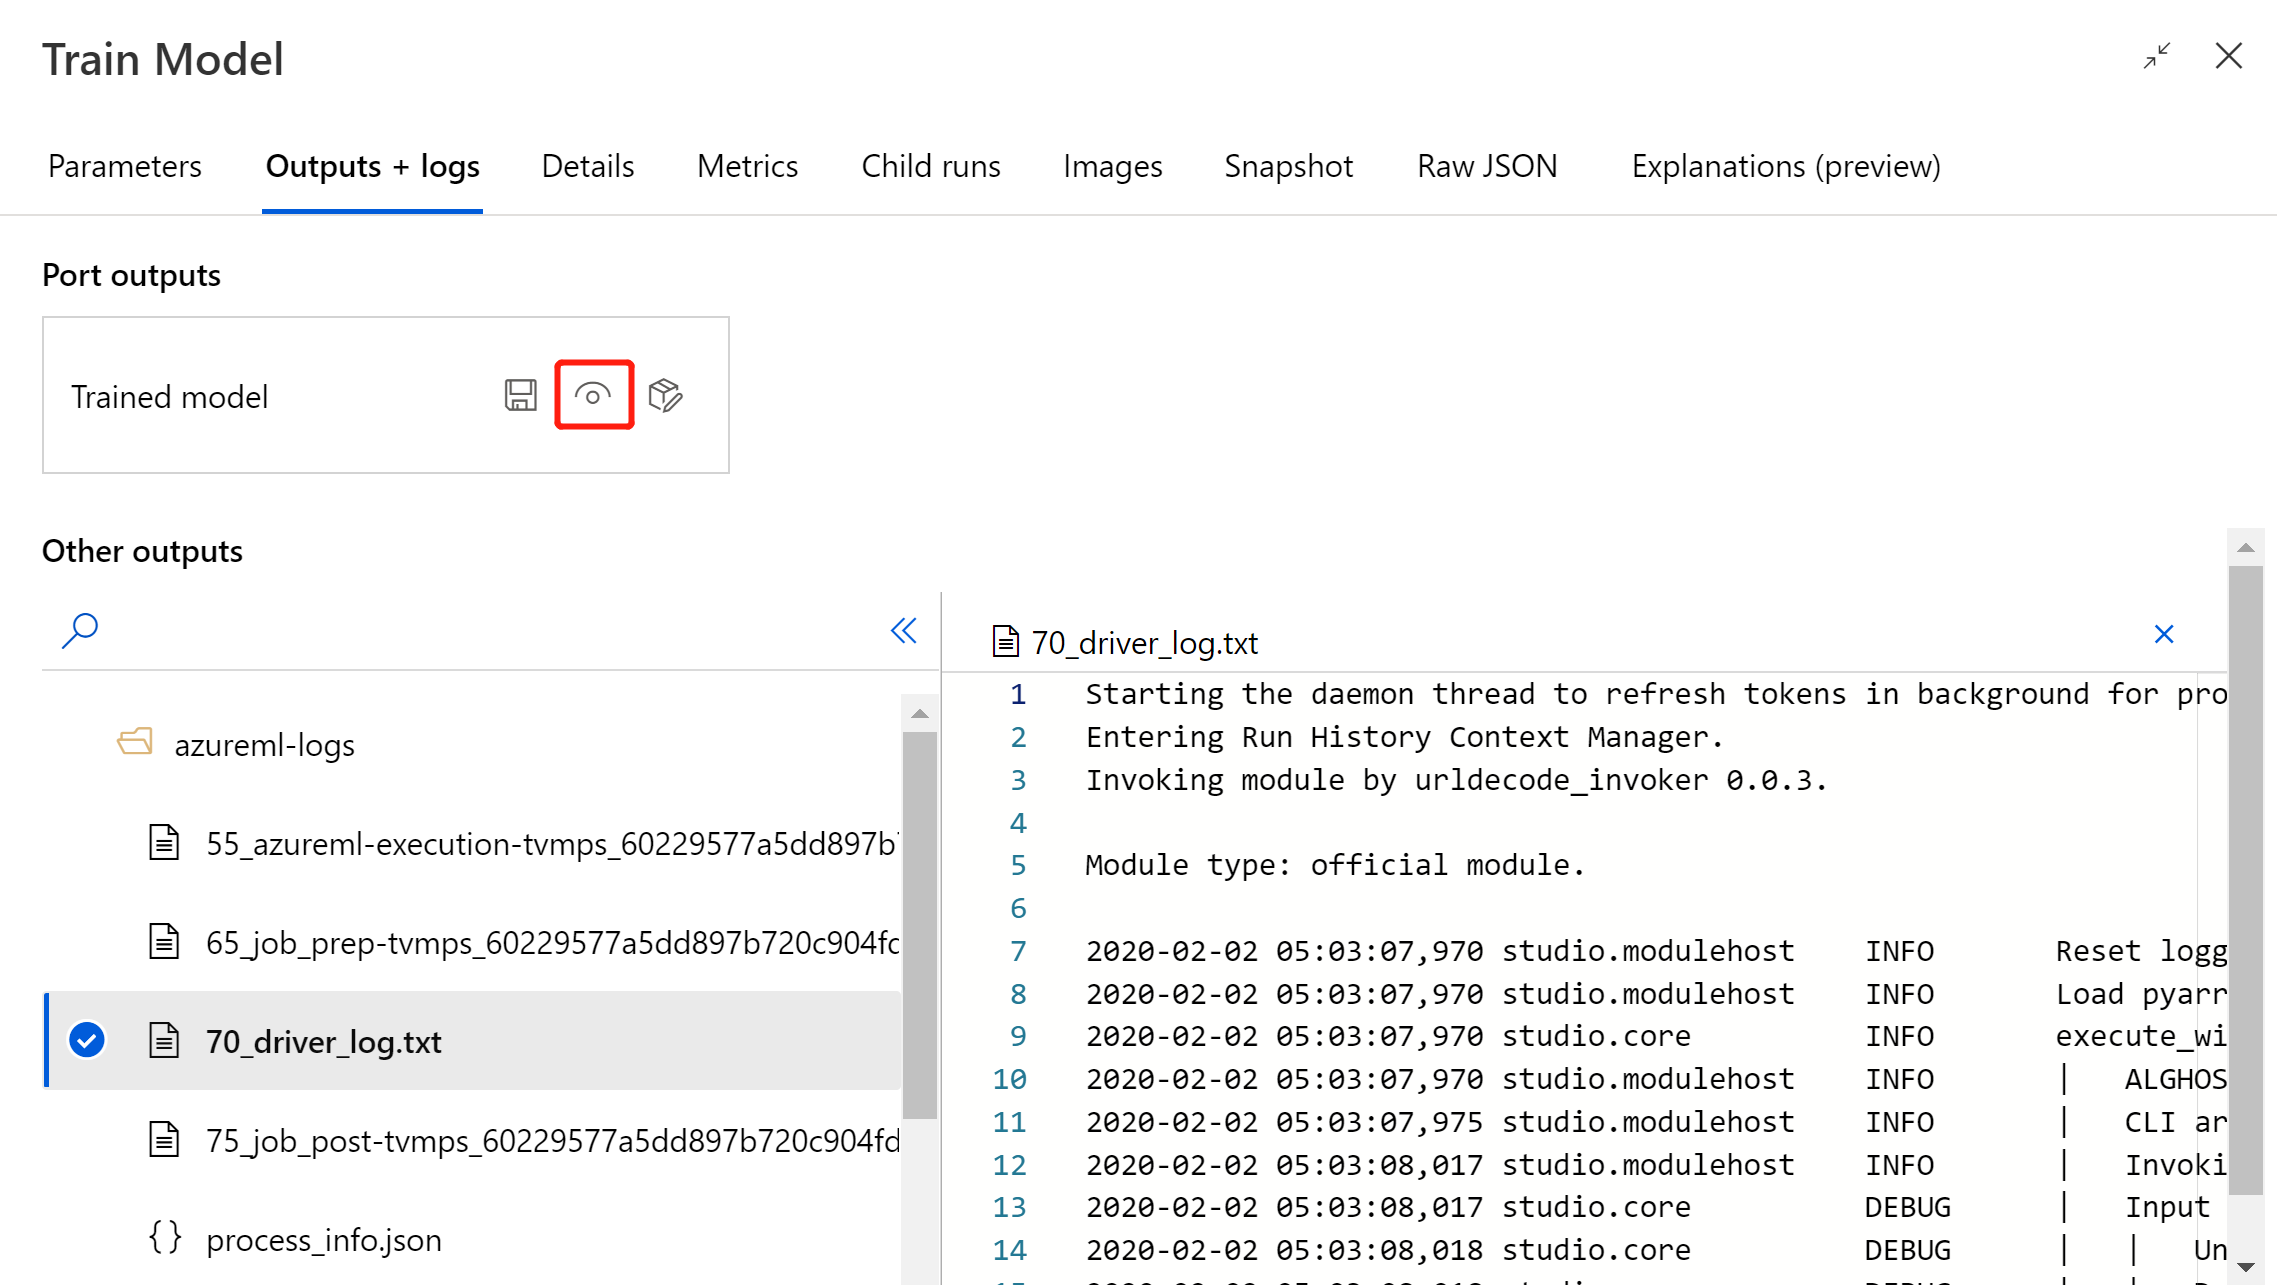 Train Model
Parameters Outputs + logs Details Metrics Child runs Images Snapshot Raw JSON Explanations (preview)
Port outputs
Trained model
Other outputs
azureml-logs
55_azureml-execution-tvmps_60229577a5dd897b
65_job_prep-tvmps_60229577a5dd897b720c904fc
70_driver_log.txt
75_job_post-tvmps_60229577a5dd897b720c904fd
{} process_info.json
70_driver_log.txt
1 Starting the daemon thread to refresh tokens in background for pro
2 Entering Run History Context Manager.
3 Invoking module by urldecode_invoker 0.0.3.
4
5 Module type: official module.
6
7 2020-02-02 05:03:07,970 studio.modulehost INFO Reset logg
8 2020-02-02 05:03:07,970 studio.modulehost INFO Load pyarr
9 2020-02-02 05:03:07,970 studio.core INFO execute_wi
10 2020-02-02 05:03:07,970 studio.modulehost INFO | ALGHOS
11 2020-02-02 05:03:07,975 studio.modulehost INFO | CLI ar
12 2020-02-02 05:03:08,017 studio.modulehost INFO | Invoki
13 2020-02-02 05:03:08,017 studio.core DEBUG | Input
14 2020-02-02 05:03:08,018 studio.core DEBUG | | Un